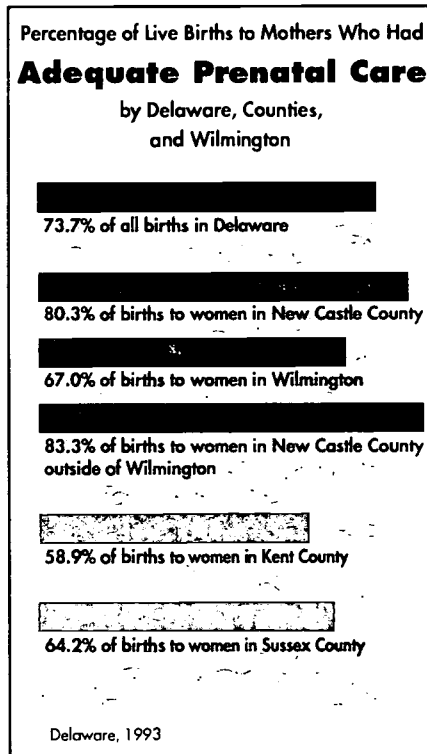 Percentage of Live Births to Mothers Who Had
Adequate Prenatal Care
by Delaware, Counties,
and Wilmington
73.7% of all births in Delaware
80.3% of births to women in New Castle County
67.0% of births to women in Wilmington
83.3% of births to women in New Castle County
outside of Wilmington
58.9% of births to women in Kent County
64.2% of births to women in Sussex County
Delaware, 1993